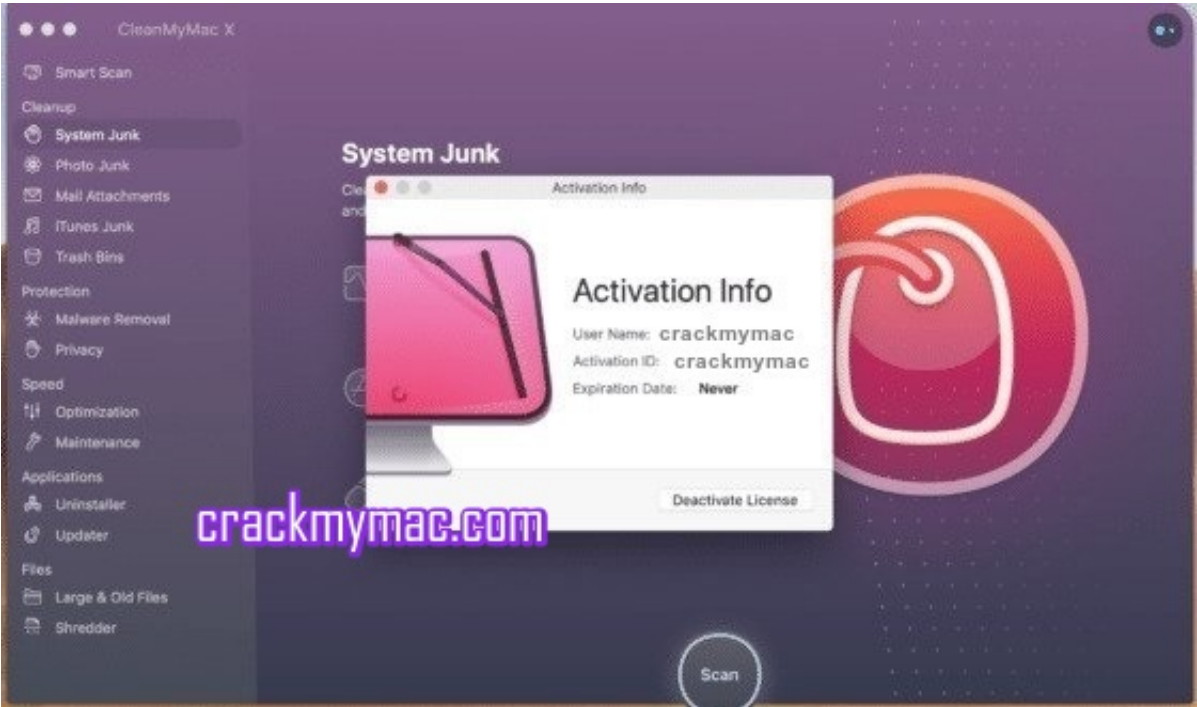 CleanMyMac X
Smart Scan
Cleanup
System Junk
Photo Junk
Mail Attachments
iTunes Junk
Trash Bins
Protection
Malware Removal
Privacy
Speed
Optimization
Maintenance
Applications
Uninstaller
Updater
Files
Large & Old Files
Shredder
System Junk
Cle
and
Activation Info
Activation Info
User Name: crackmymac
Activation ID: crackmymac
Expiration Date: Never
Deactivate License
crackmymac.com
Scan